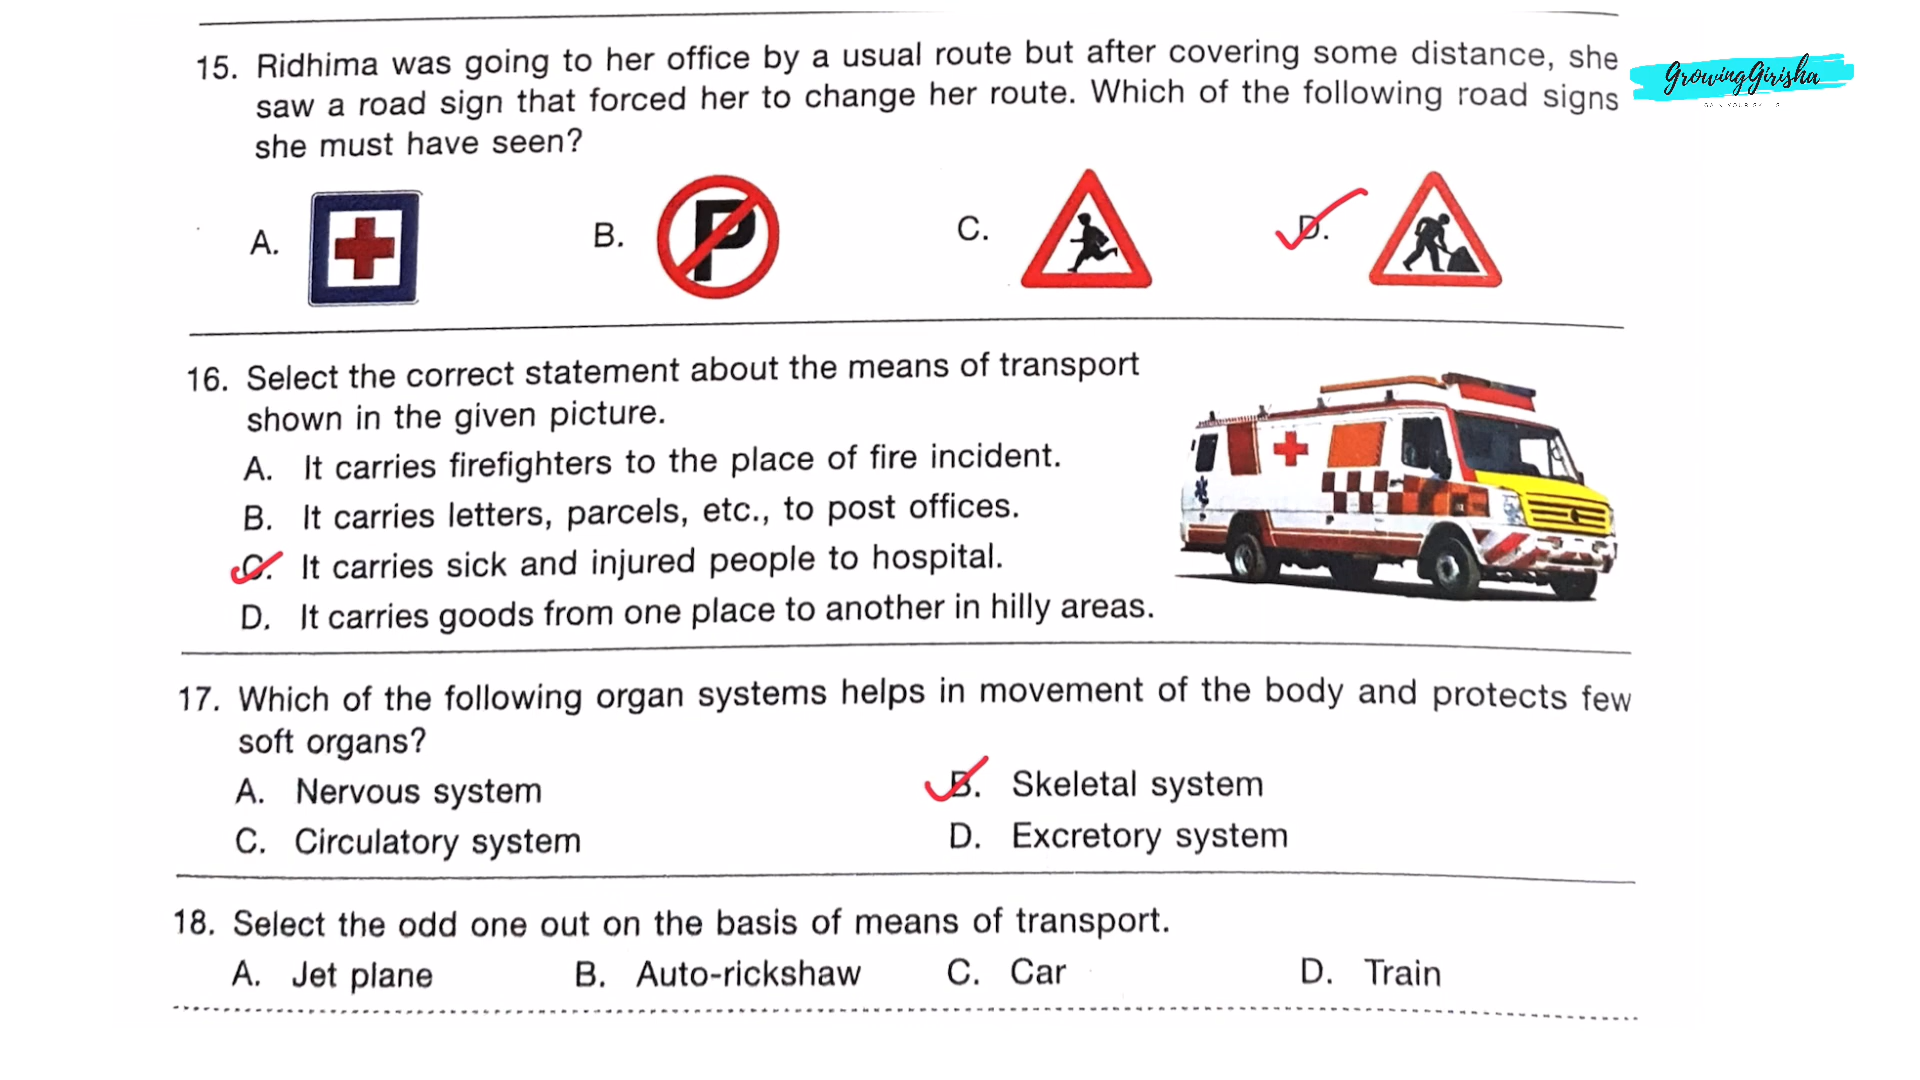 15. Ridhima was going to her office by a usual route but after covering some distance, she
saw a road sign that forced her to change her route. Which of the following road signs
she must have seen?
A.
B. P
C.
D.
GrowingGirisha
16. Select the correct statement about the means of transport
shown in the given picture.
A. It carries firefighters to the place of fire incident.
B. It carries letters, parcels, etc., to post offices.
C. It carries sick and injured people to hospital.
D. It carries goods from one place to another in hilly areas.
17. Which of the following organ systems helps in movement of the body and protects few
soft organs?
A. Nervous system
B. Skeletal system
C. Circulatory system
D. Excretory system
18. Select the odd one out on the basis of means of transport.
A. Jet plane B. Auto-rickshaw C. Car D. Train